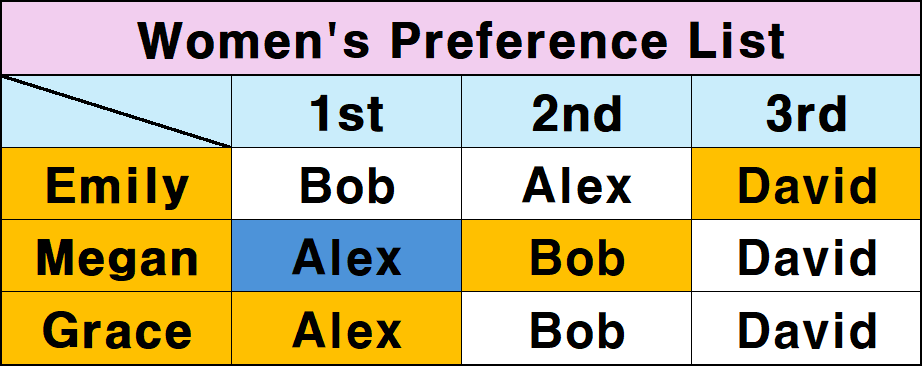 Women's Preference List
1st 2nd 3rd
Emily Bob Alex David
Megan Alex Bob David
Grace Alex Bob David